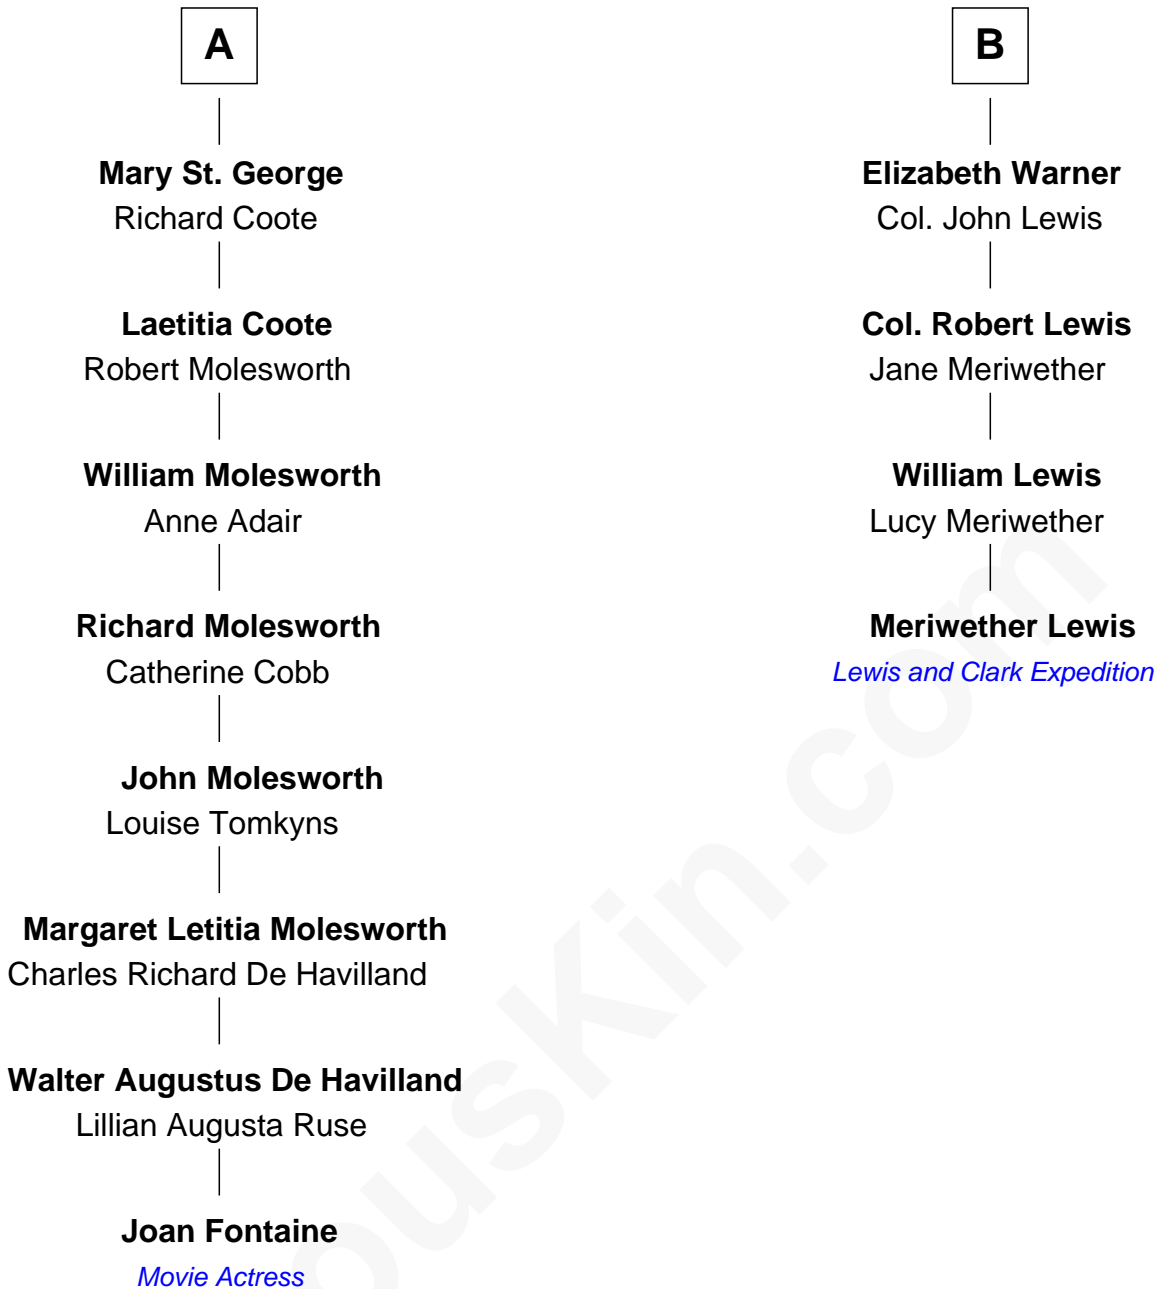 A
Mary St. George
Richard Coote
Laetitia Coote
Robert Molesworth
William Molesworth
Anne Adair
Richard Molesworth
Catherine Cobb
John Molesworth
Louise Tomkyns
Margaret Letitia Molesworth
Charles Richard De Havilland
Walter Augustus De Havilland
Lillian Augusta Ruse
Joan Fontaine
Movie Actress
B
Elizabeth Warner
Col. John Lewis
Col. Robert Lewis
Jane Meriwether
William Lewis
Lucy Meriwether
Meriwether Lewis
Lewis and Clark Expedition
ousKin.com